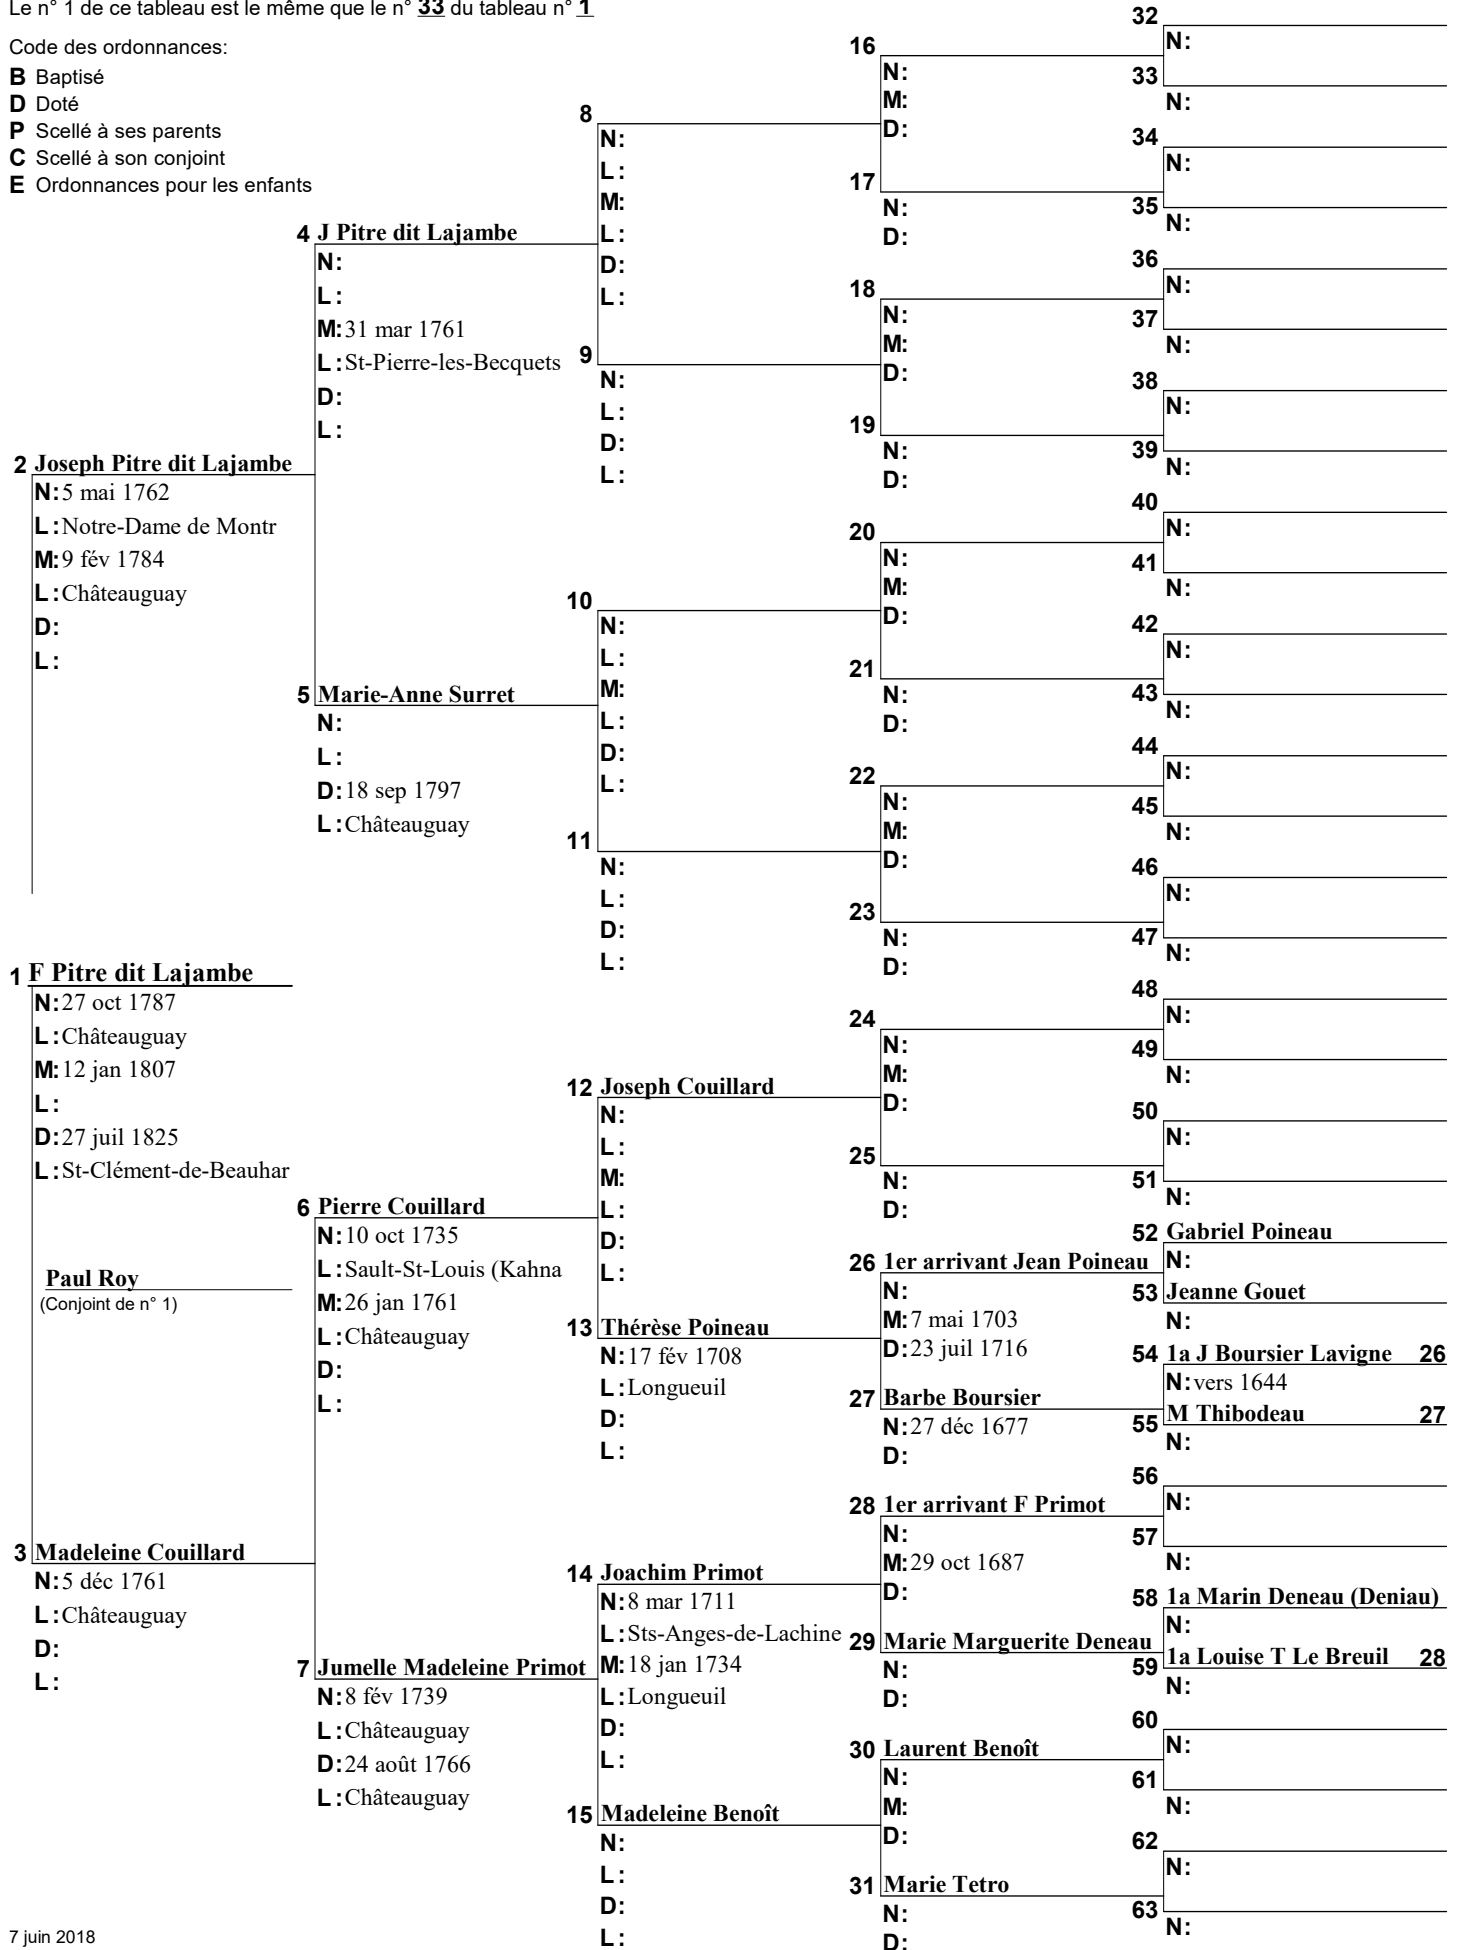 Le n° 1 de ce tableau est le même que le n° 33 du tableau n° 1
Code des ordonnances:
B Baptisé
D Doté
P Scellé à ses parents
C Scellé à son conjoint
E Ordonnances pour les enfants
2 Joseph Pitre dit Lajambe
N: 5 mai 1762
L: Notre-Dame de Montr
M: 9 fév 1784
L: Châteauguay
D:
L:
1 F Pitre dit Lajambe
N: 27 oct 1787
L: Châteauguay
M: 12 jan 1807
L:
D: 27 juil 1825
L: St-Clément-de-Beauhar
Paul Roy
(Conjoint de n° 1)
3 Madeleine Couillard
N: 5 déc 1761
L: Châteauguay
D:
L:
4 J Pitre dit Lajambe
N:
L:
M: 31 mar 1761
L: St-Pierre-les-Becquets
D:
L:
5 Marie-Anne Surret
N:
L:
D: 18 sep 1797
L: Châteauguay
6 Pierre Couillard
N: 10 oct 1735
L: Sault-St-Louis (Kahna
M: 26 jan 1761
L: Châteauguay
D:
L:
7 Jumelle Madeleine Primot
N: 8 fév 1739
L: Châteauguay
D: 24 août 1766
L: Châteauguay
8
N:
L:
M:
L:
D:
L:
9
N:
L:
D:
L:
10
N:
L:
M:
L:
D:
L:
11
N:
L:
D:
L:
12 Joseph Couillard
N:
L:
M:
L:
D:
L:
13 Thérèse Poineau
N: 17 fév 1708
L: Longueuil
D:
L:
14 Joachim Primot
N: 8 mar 1711
L: Sts-Anges-de-Lachine
M: 18 jan 1734
L: Longueuil
D:
L:
15 Madeleine Benoît
N:
L:
D:
L:
16
N:
M:
D:
17
N:
D:
18
N:
M:
D:
19
N:
D:
20
N:
M:
D:
21
N:
D:
22
N:
M:
D:
23
N:
D:
24
N:
M:
D:
25
N:
D:
26 1er arrivant Jean Poineau
N:
M: 7 mai 1703
D: 23 juil 1716
27 Barbe Boursier
N: 27 déc 1677
D:
28 1er arrivant F Primot
N:
M: 29 oct 1687
D:
29 Marie Marguerite Deneau
N:
D:
30 Laurent Benoît
N:
M:
D:
31 Marie Tetro
N:
D:
32
N:
33
N:
34
N:
35
N:
36
N:
37
N:
38
N:
39
N:
40
N:
41
N:
42
N:
43
N:
44
N:
45
N:
46
N:
47
N:
48
N:
49
N:
50
N:
51
N:
52 Gabriel Poineau
N:
53 Jeanne Gouet
N:
54 1a J Boursier Lavigne 26
N: vers 1644
55 M Thibodeau 27
N:
56
N:
57
N:
58 1a Marin Deneau (Deniau)
N:
59 1a Louise T Le Breuil 28
N:
60
N:
61
N:
62
N:
63
N:
7 juin 2018